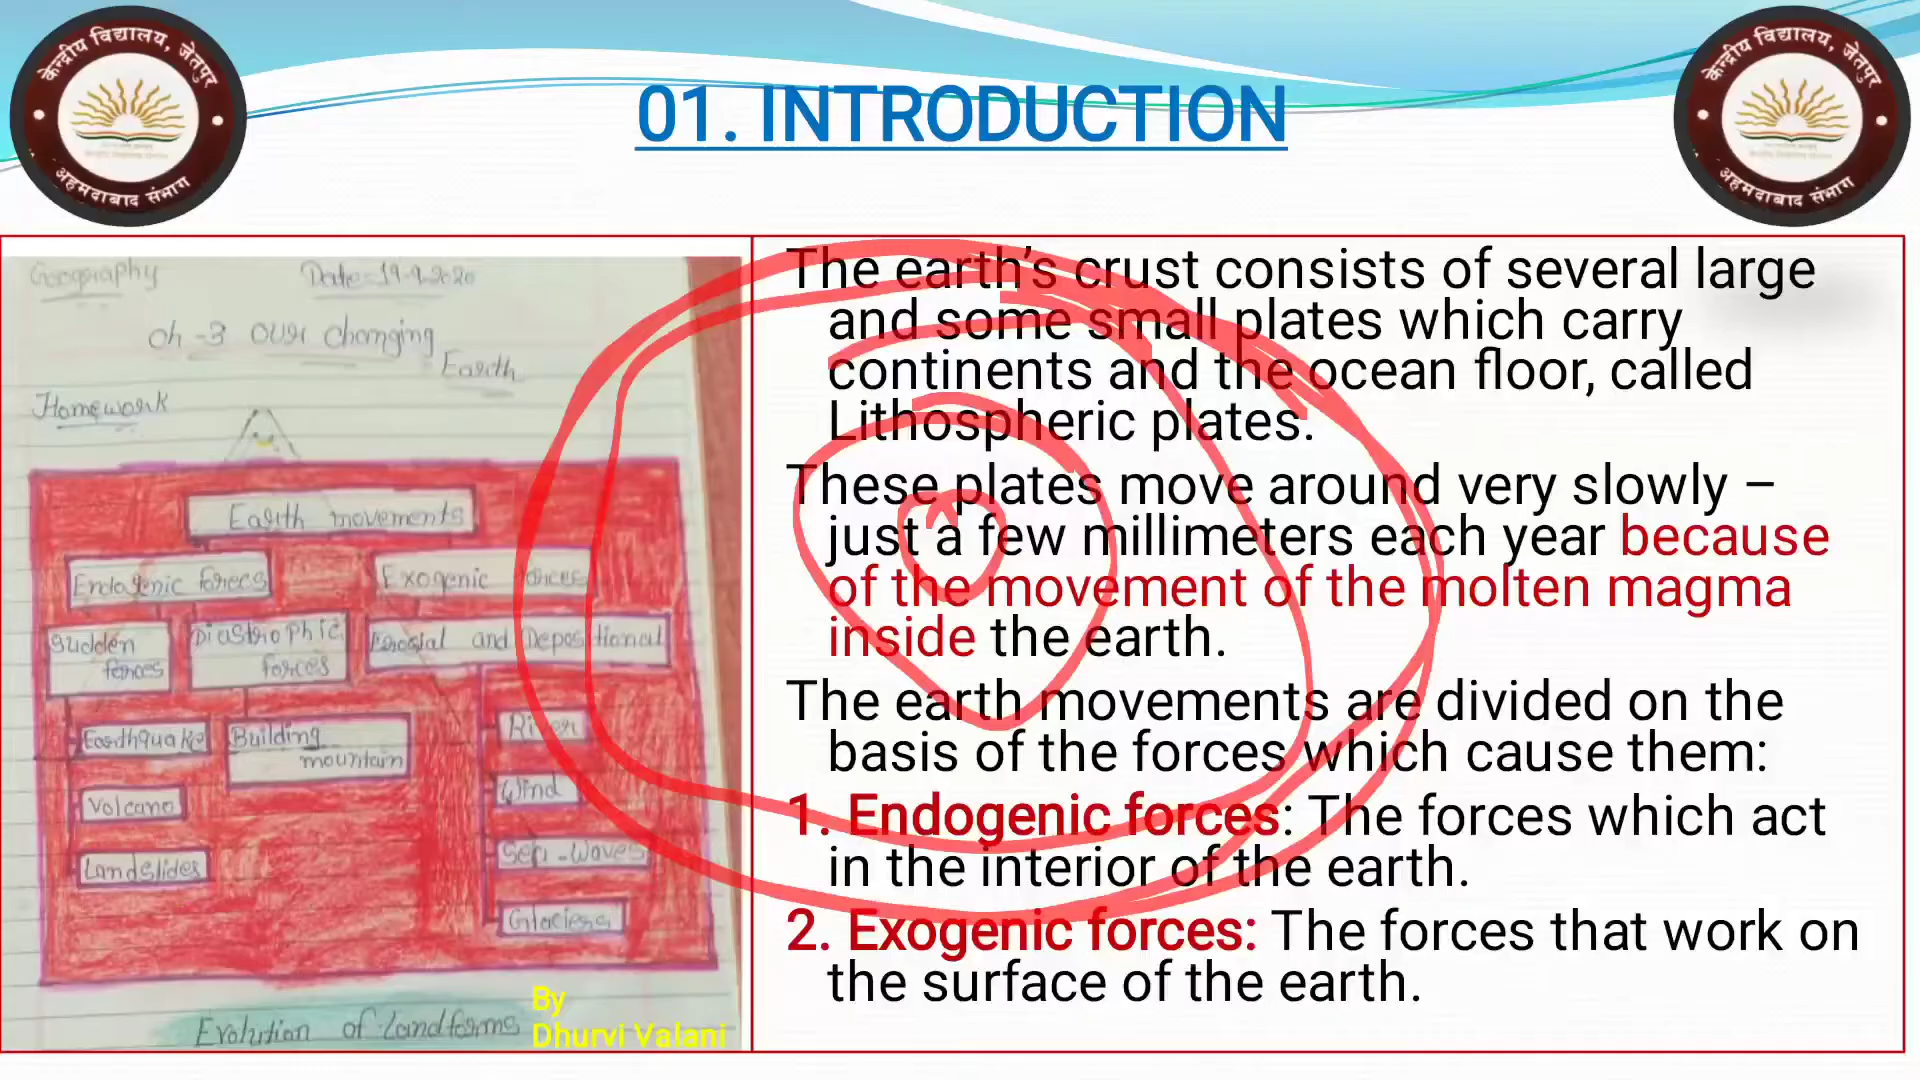 केन्द्रीय विद्यालय, जेतपुर
अहमदाबाद संभाग
01. INTRODUCTION
केन्द्रीय विद्यालय, जेतपुर
अहमदाबाद संभाग
Geography Date:-19-9-2020
Ch -3 Our changing
Earth
Homework
Earth movements
Endogenic forces
Exogenic forces
Sudden
forces
Diastrophic
forces
Erosial and Depositional
Earthquake
Building
mountain
Volcano
Landslides
River
Wind
Sea-Waves
Glaciers
Evolution of Landforms
By
Dhurvi Valani
The earth’s crust consists of several large
and some small plates which carry
continents and the ocean floor, called
Lithospheric plates.
These plates move around very slowly –
just a few millimeters each year because
of the movement of the molten magma
inside the earth.
The earth movements are divided on the
basis of the forces which cause them:
1. Endogenic forces: The forces which act
in the interior of the earth.
2. Exogenic forces: The forces that work on
the surface of the earth.